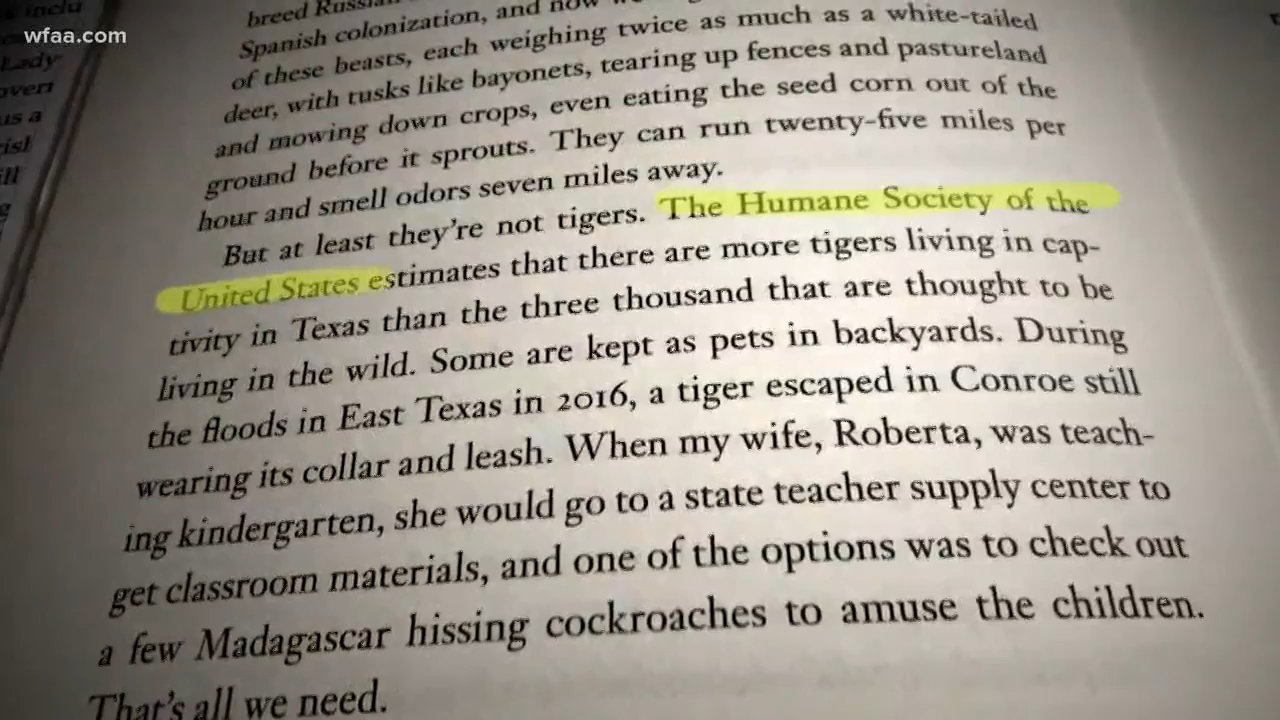 wfaa.com
breed Russian
Spanish colonization, and now
of these beasts, each weighing twice as much as a white-tailed
deer, with tusks like bayonets, tearing up fences and pastureland
and mowing down crops, even eating the seed corn out of the
ground before it sprouts. They can run twenty-five miles per
hour and smell odors seven miles away.
But at least they're not tigers. The Humane Society of the
United States estimates that there are more tigers living in cap-
tivity in Texas than the three thousand that are thought to be
living in the wild. Some are kept as pets in backyards. During
the floods in East Texas in 2016, a tiger escaped in Conroe still
wearing its collar and leash. When my wife, Roberta, was teach-
ing kindergarten, she would go to a state teacher supply center to
get classroom materials, and one of the options was to check out
a few Madagascar hissing cockroaches to amuse the children.
That's all we need.
Lady
us a